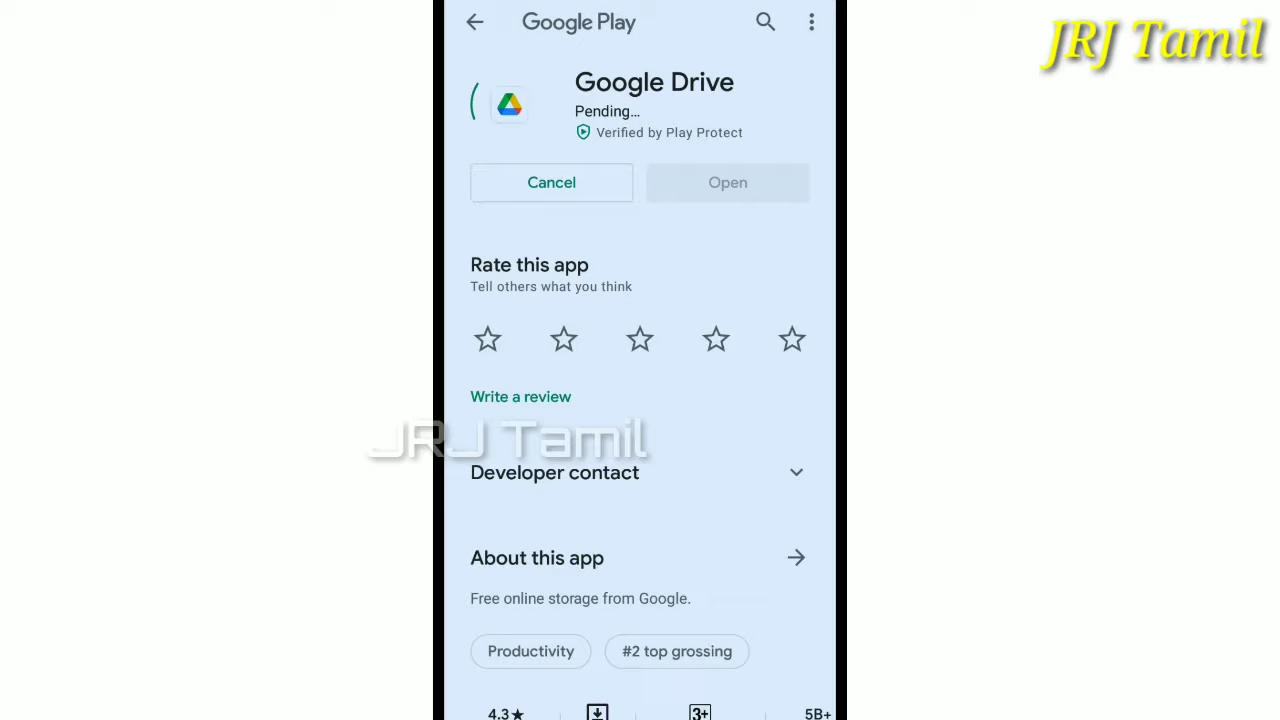 Google Play
JRJ Tamil
Google Drive
Pending...
Verified by Play Protect
Cancel
Open
Rate this app
Tell others what you think
Write a review
JRJ Tamil
Developer contact
About this app
Free online storage from Google.
Productivity
#2 top grossing
4.3★
3+
5B+